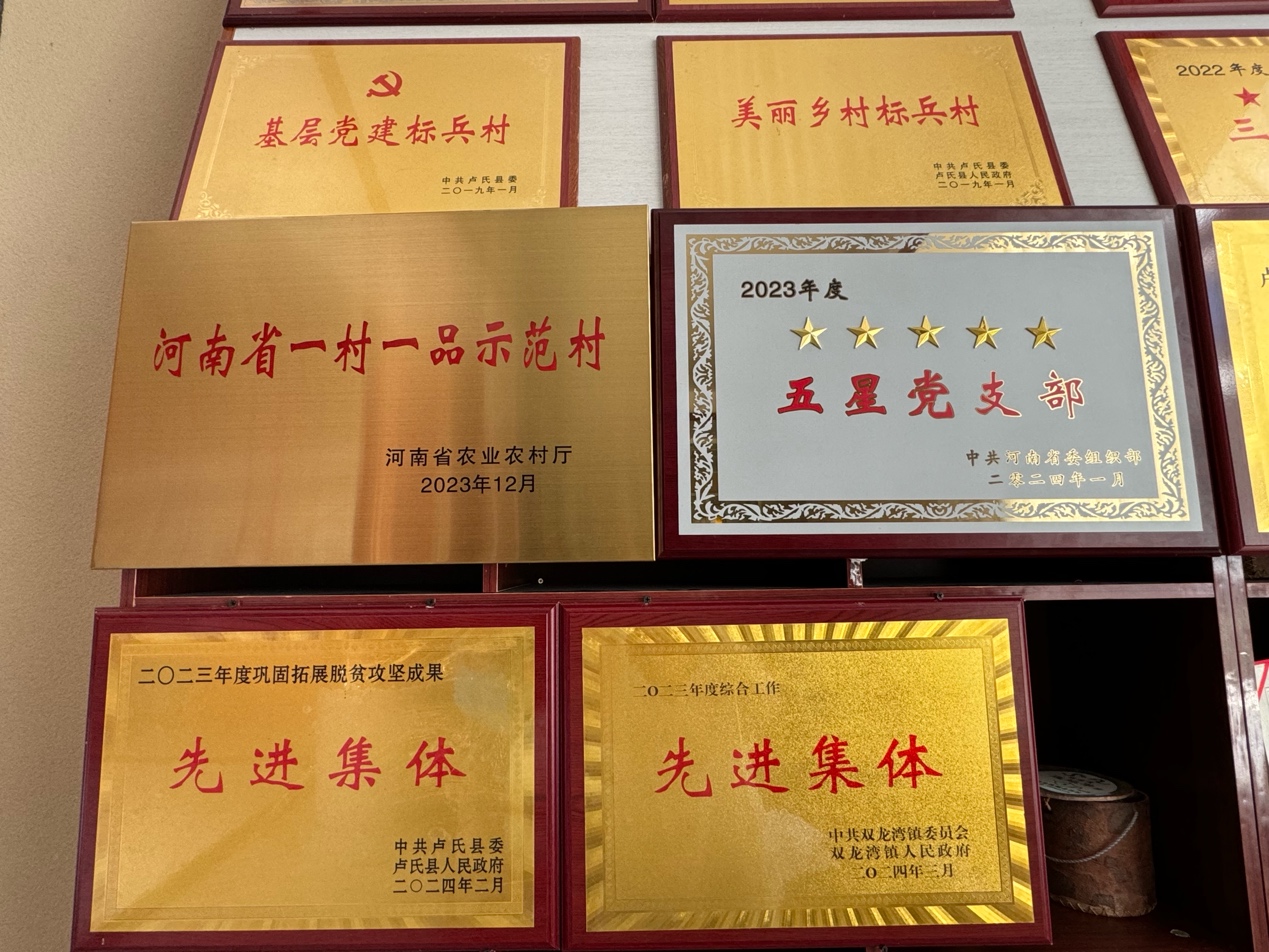 基层党建标兵村
中共卢氏县委
二〇一九年一月
美丽乡村标兵村
中共卢氏县委
卢氏县人民政府
二〇一九年一月
2022年度
三
河南省一村一品示范村
河南省农业农村厅
2023年12月
2023年度
五星党支部
中共河南省委组织部
二零二四年一月
二〇二三年度巩固拓展脱贫攻坚成果
先进集体
中共卢氏县委
卢氏县人民政府
二〇二四年二月
二O二三年度综合工作
先进集体
中共双龙湾镇委员会
双龙湾镇人民政府
二O二四年三月